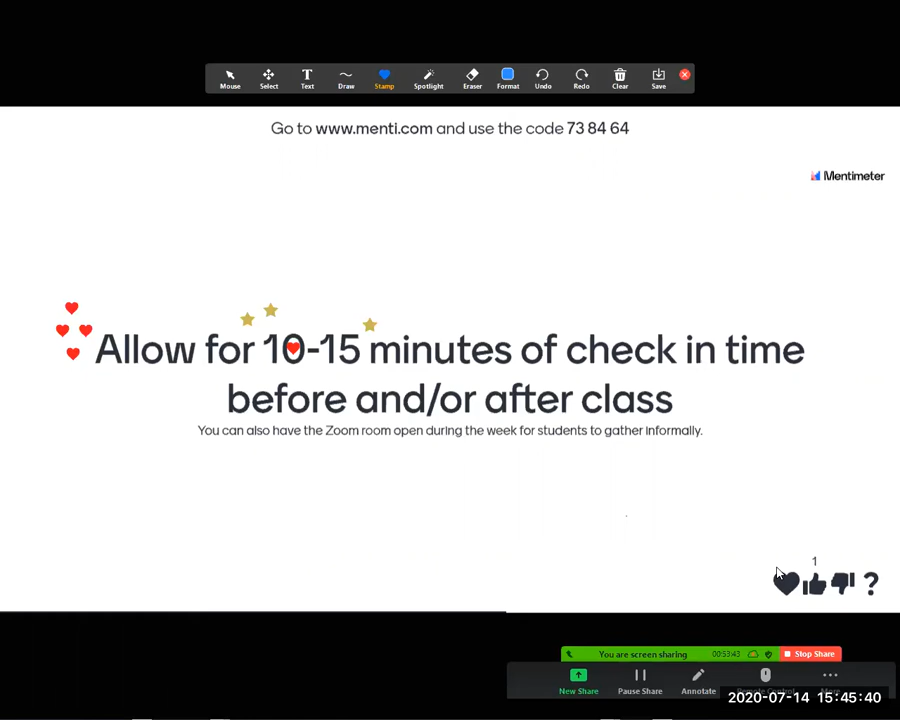 Mouse Select Text Draw Stamp Spotlight Eraser Format Undo Redo Clear Save
Go to www.menti.com and use the code 73 84 64
Mentimeter
Allow for 10-15 minutes of check in time
before and/or after class
You can also have the Zoom room open during the week for students to gather informally.
1
?
You are screen sharing 00:53:43 Stop Share
New Share Pause Share Annotate
2020-07-14 15:45:40